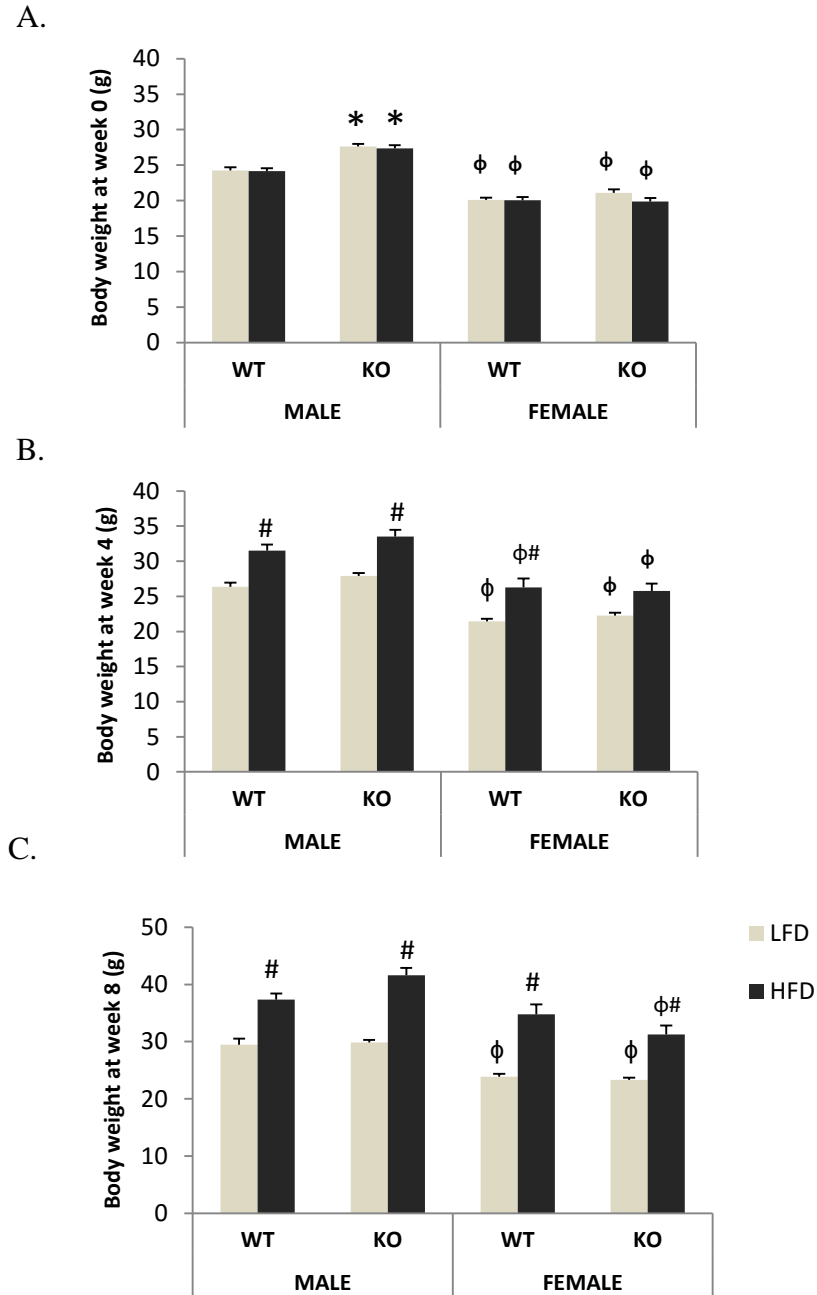 A.
Body weight at week 0 (g)
40
35
30
25
20
15
10
5
0
* *
ϕ ϕ ϕ ϕ
WT KO WT KO
MALE FEMALE
B.
Body weight at week 4 (g)
40
35
30
25
20
15
10
5
0
# # ϕ ϕ# ϕ ϕ
WT KO WT KO
MALE FEMALE
C.
Body weight at week 8 (g)
50
40
30
20
10
0
# # ϕ # ϕ ϕ#
WT KO WT KO
MALE FEMALE
LFD
HFD